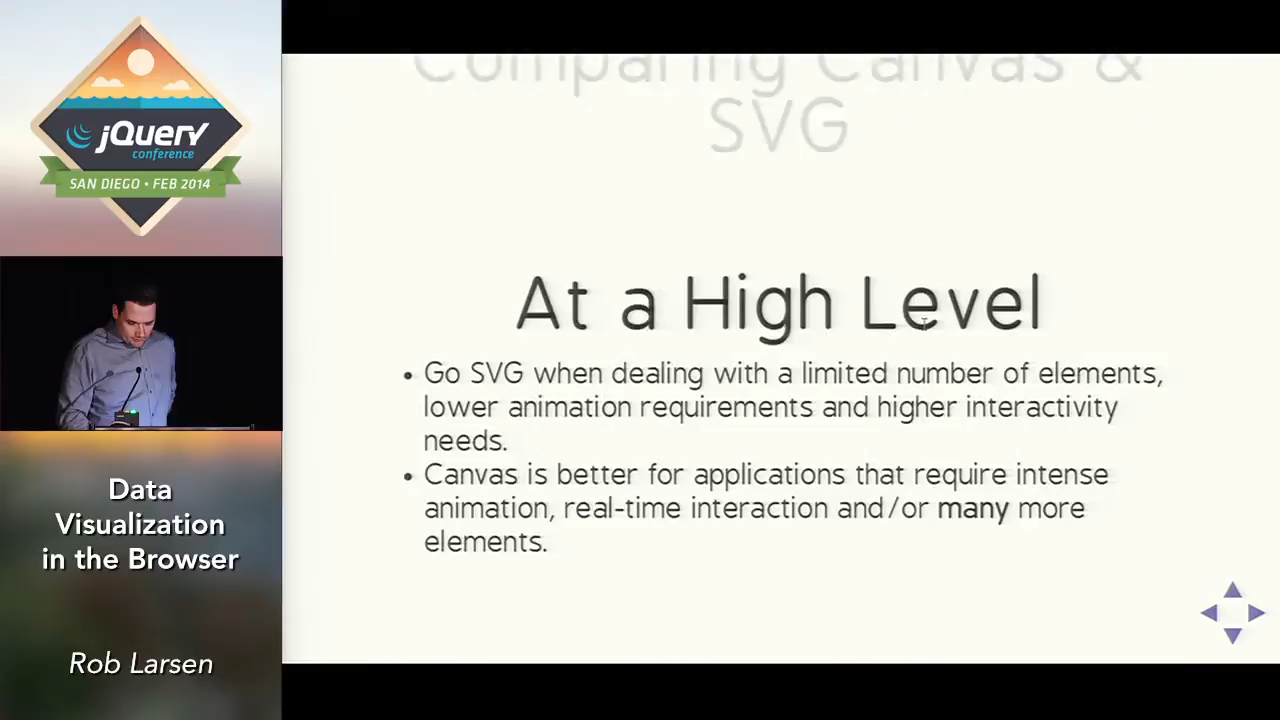 jQuery
conference
SAN DIEGO • FEB 2014
Data
Visualization
in the Browser
Rob Larsen
Comparing Canvas &
SVG
At a High Level
• Go SVG when dealing with a limited number of elements,
lower animation requirements and higher interactivity
needs.
• Canvas is better for applications that require intense
animation, real-time interaction and/or many more
elements.